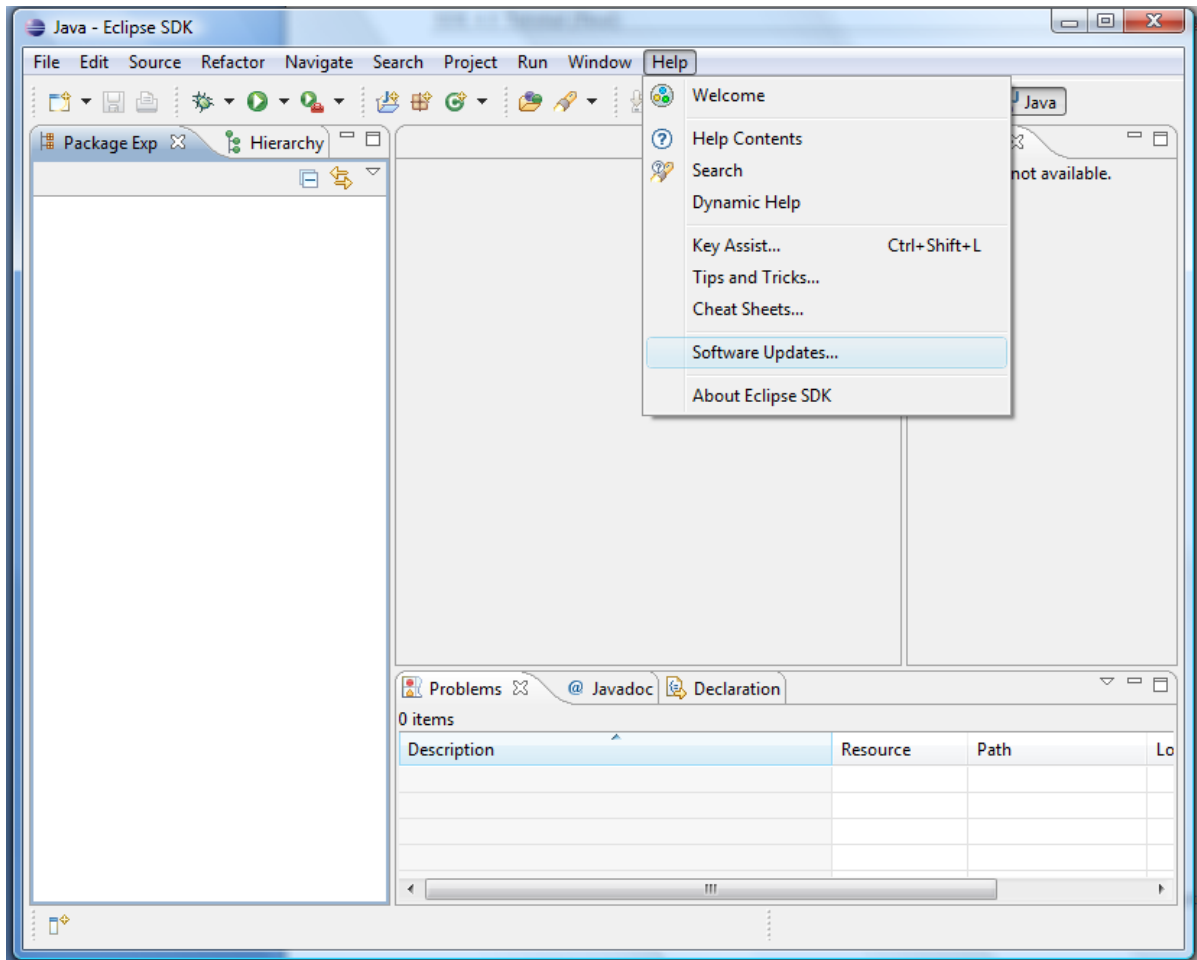 Java - Eclipse SDK
File Edit Source Refactor Navigate Search Project Run Window Help
Welcome
Java
Package Exp Hierarchy
Help Contents
Search
not available.
Dynamic Help
Key Assist... Ctrl+Shift+L
Tips and Tricks...
Cheat Sheets...
Software Updates...
About Eclipse SDK
Problems @ Javadoc Declaration
0 items
Description Resource Path Lo